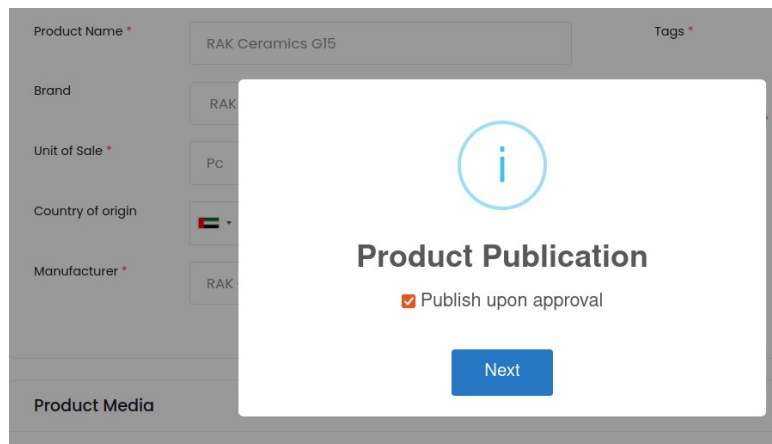 Product Name *
RAK Ceramics G15
Tags *
Brand
RAK
Unit of Sale *
Pc
Country of origin
Manufacturer *
RAK
Product Publication
Publish upon approval
Next
Product Media